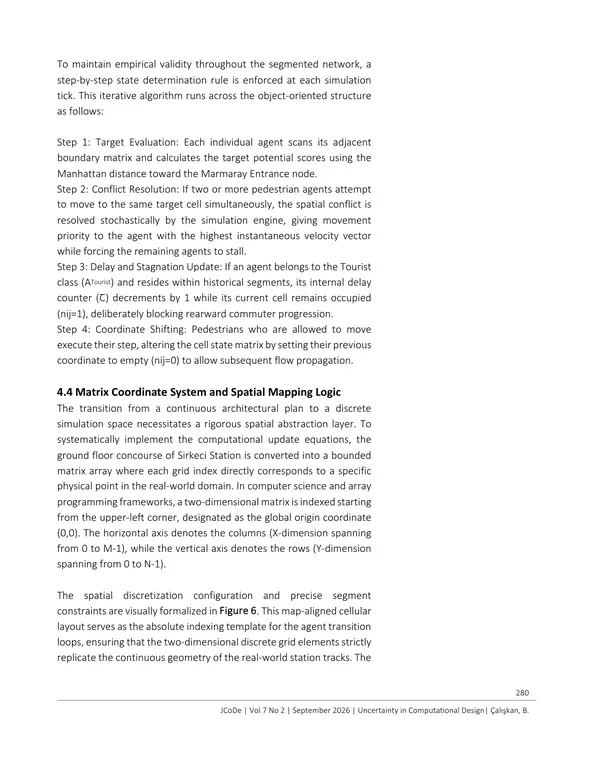 To maintain empirical validity throughout the segmented network, a
step-by-step state determination rule is enforced at each simulation
tick. This iterative algorithm runs across the object-oriented structure
as follows:
Step 1: Target Evaluation: Each individual agent scans its adjacent
boundary matrix and calculates the target potential scores using the
Manhattan distance toward the Marmaray Entrance node.
Step 2: Conflict Resolution: If two or more pedestrian agents attempt
to move to the same target cell simultaneously, the spatial conflict is
resolved stochastically by the simulation engine, giving movement
priority to the agent with the highest instantaneous velocity vector
while forcing the remaining agents to stall.
Step 3: Delay and Stagnation Update: If an agent belongs to the Tourist
class (ATourist) and resides within historical segments, its internal delay
counter (Ꚍ) decrements by 1 while its current cell remains occupied
(nij=1), deliberately blocking rearward commuter progression.
Step 4: Coordinate Shifting: Pedestrians who are allowed to move
execute their step, altering the cell state matrix by setting their previous
coordinate to empty (nij=0) to allow subsequent flow propagation.
4.4 Matrix Coordinate System and Spatial Mapping Logic
The transition from a continuous architectural plan to a discrete
simulation space necessitates a rigorous spatial abstraction layer. To
systematically implement the computational update equations, the
ground floor concourse of Sirkeci Station is converted into a bounded
matrix array where each grid index directly corresponds to a specific
physical point in the real-world domain. In computer science and array
programming frameworks, a two-dimensional matrix is indexed starting
from the upper-left corner, designated as the global origin coordinate
(0,0). The horizontal axis denotes the columns (X-dimension spanning
from 0 to M-1), while the vertical axis denotes the rows (Y-dimension
spanning from 0 to N-1).
The spatial discretization configuration and precise segment
constraints are visually formalized in Figure 6. This map-aligned cellular
layout serves as the absolute indexing template for the agent transition
loops, ensuring that the two-dimensional discrete grid elements strictly
replicate the continuous geometry of the real-world station tracks. The
280
JCoDe | Vol 7 No 2 | September 2026 | Uncertainty in Computational Design| Çalışkan, B.